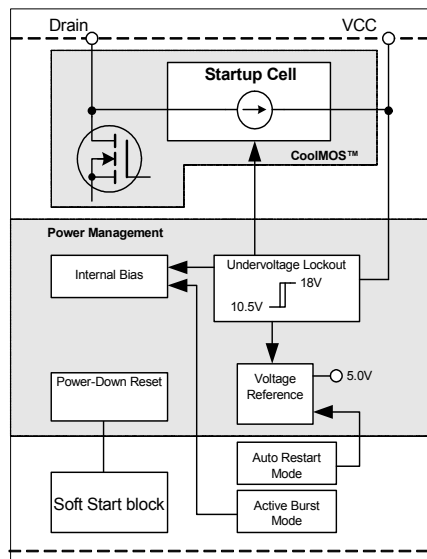 Drain
VCC
Startup Cell
CoolMOS™
Power Management
Internal Bias
Undervoltage Lockout
18V
10.5V
Power-Down Reset
Voltage
Reference
5.0V
Auto Restart
Mode
Soft Start block
Active Burst
Mode